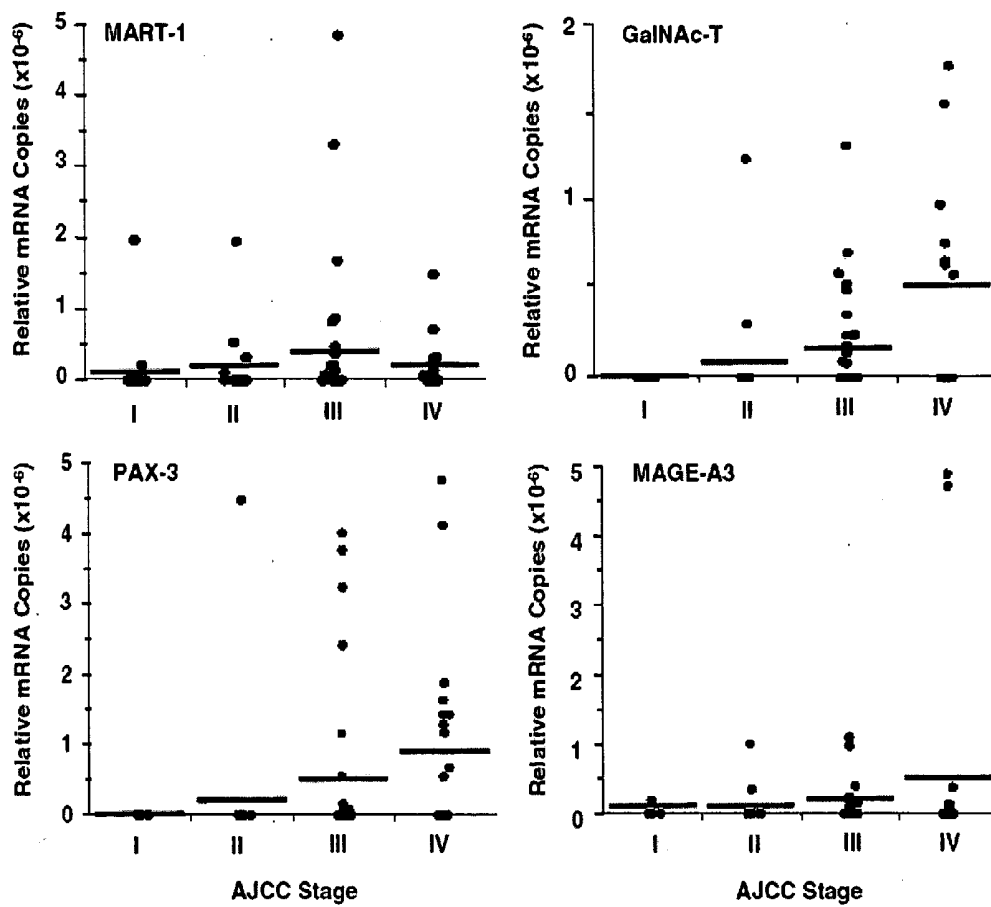 MART-1
Relative mRNA Copies (x10-6)
5
4
3
2
1
0
I II III IV
GalNAc-T
Relative mRNA Copies (x10-6)
2
1
0
I II III IV
PAX-3
Relative mRNA Copies (x10-6)
5
4
3
2
1
0
I II III IV
AJCC Stage
MAGE-A3
Relative mRNA Copies (x10-6)
5
4
3
2
1
0
I II III IV
AJCC Stage